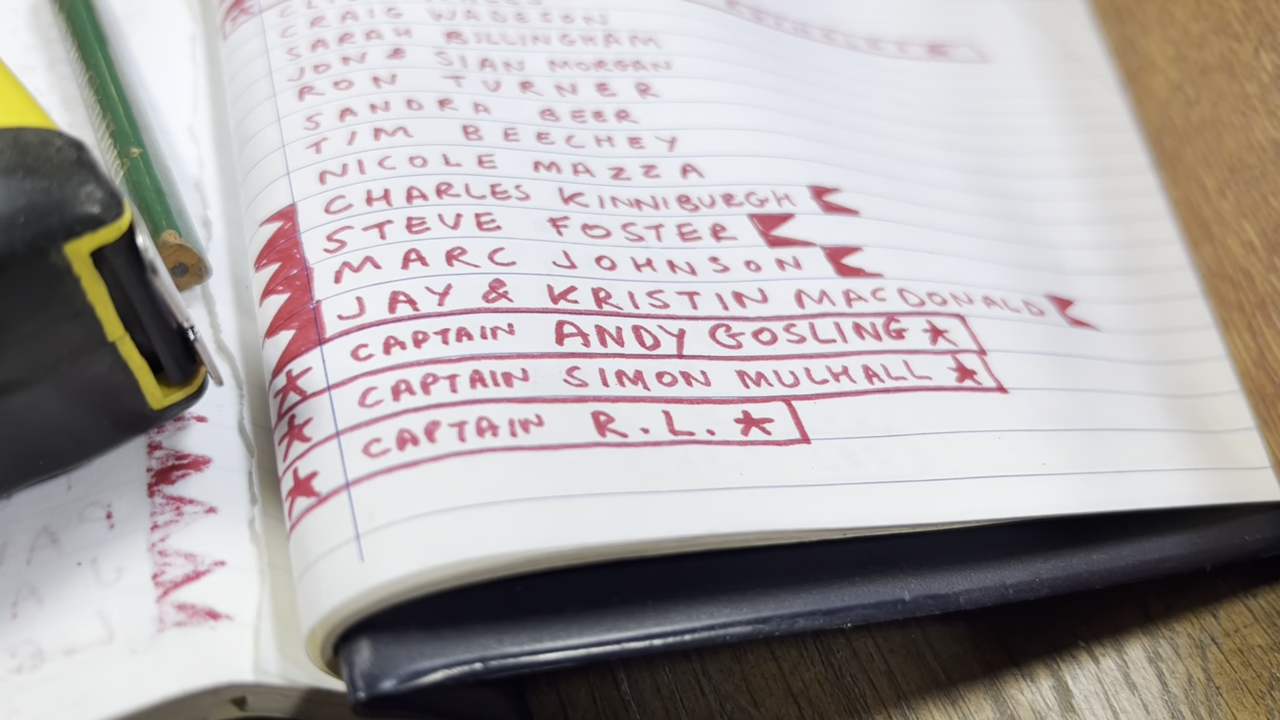 CRAIG WADESON
SARAH BILLINGHAM
JON & SIAN MORGAN
RON TURNER
SANDRA BEER
TIM BEECHEY
NICOLE MAZZA
CHARLES KINNIBURGH
STEVE FOSTER
MARC JOHNSON
JAY & KRISTIN MACDONALD
CAPTAIN ANDY GOSLING
CAPTAIN SIMON MULHALL
CAPTAIN R.L.